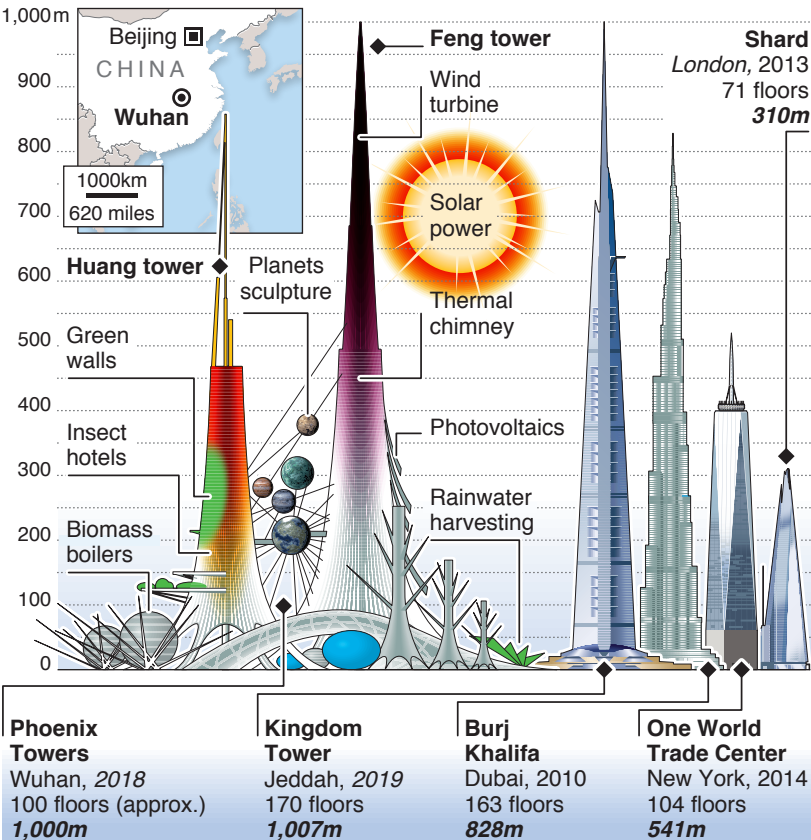 1,000m
900
800
700
600
500
400
300
200
100
0
Beijing
CHINA
Wuhan
1000km
620 miles
Feng tower
Wind
turbine
Solar
power
Thermal
chimney
Huang tower
Planets
sculpture
Green
walls
Insect
hotels
Biomass
boilers
Photovoltaics
Rainwater
harvesting
Shard
London, 2013
71 floors
310m
Phoenix
Towers
Wuhan, 2018
100 floors (approx.)
1,000m
Kingdom
Tower
Jeddah, 2019
170 floors
1,007m
Burj
Khalifa
Dubai, 2010
163 floors
828m
One World
Trade Center
New York, 2014
104 floors
541m